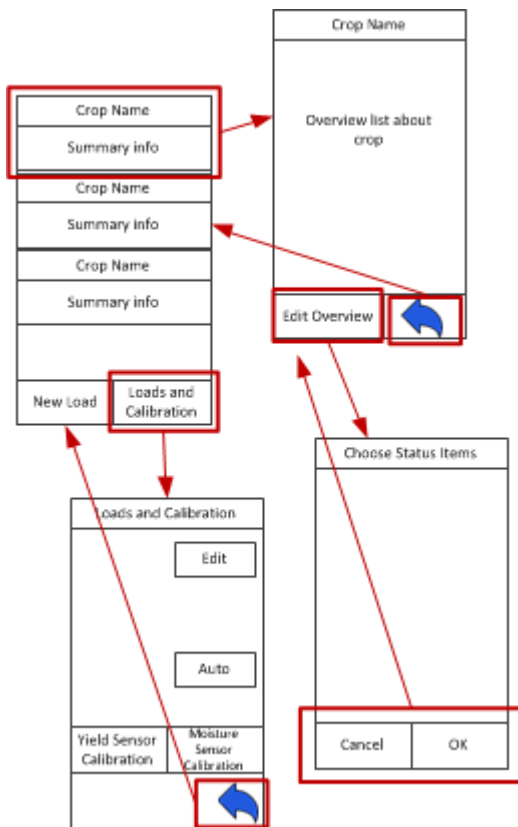 Crop Name
Summary info
Crop Name
Summary info
Crop Name
Summary info
New Load
Loads and
Calibration
Crop Name
Overview list about
crop
Edit Overview
Choose Status Items
Cancel
OK
Loads and Calibration
Edit
Auto
Yield Sensor
Calibration
Moisture
Sensor
Calibration